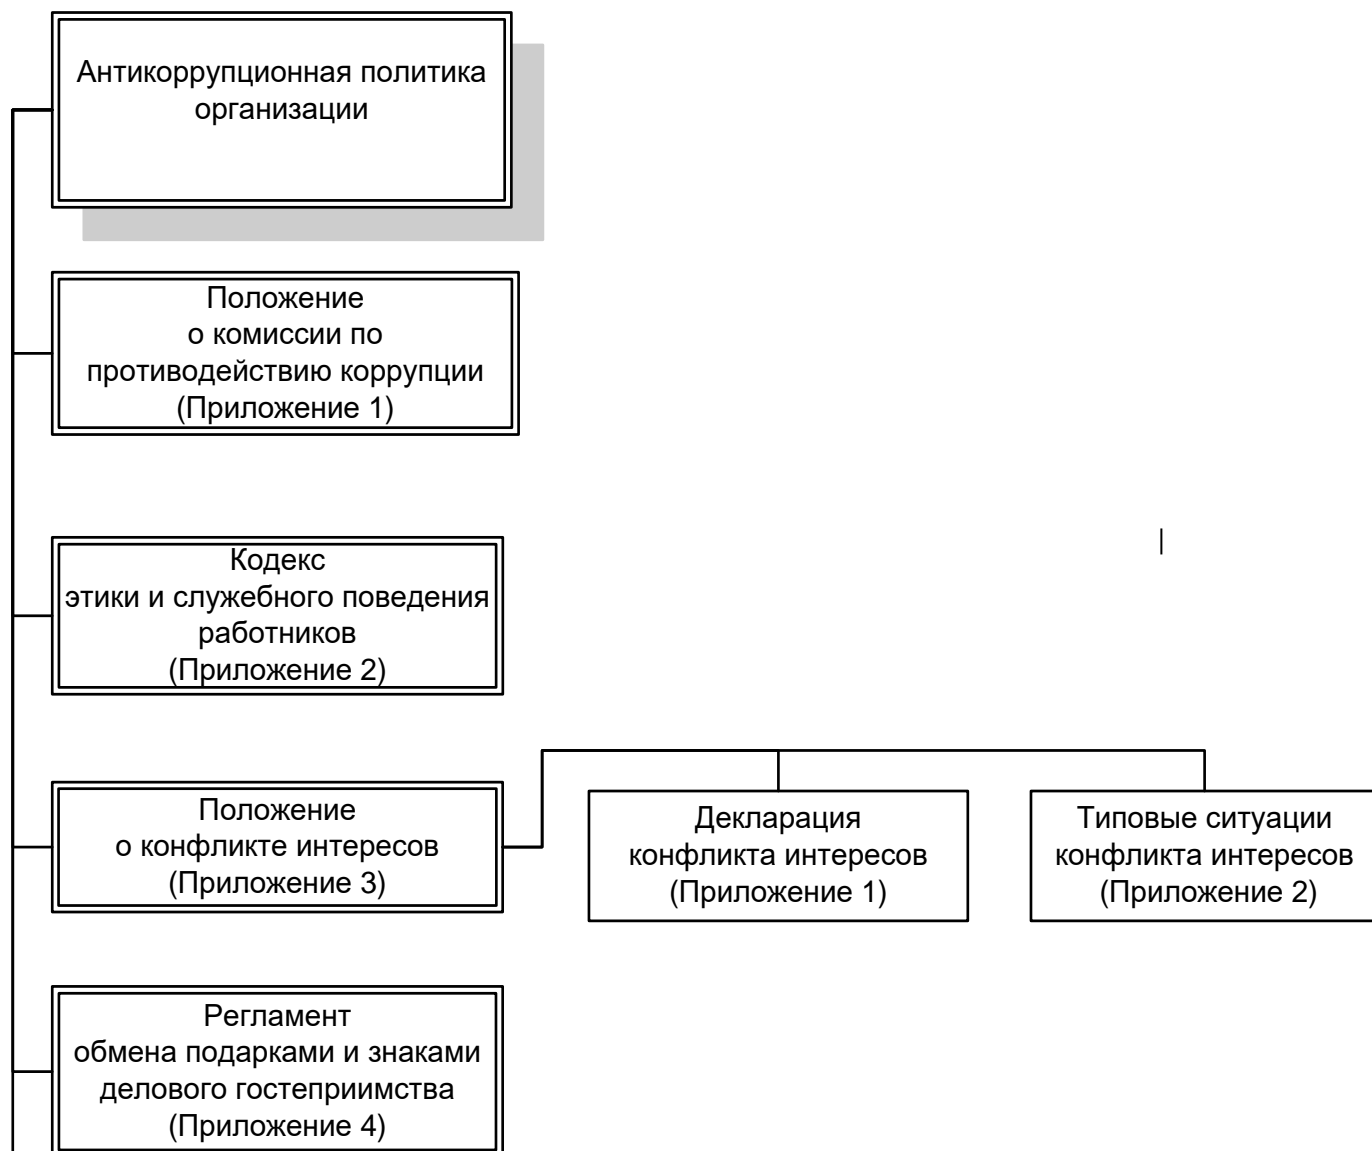 Антикоррупционная политика
организации
Положение
о комиссии по
противодействию коррупции
(Приложение 1)
Кодекс
этики и служебного поведения
работников
(Приложение 2)
Положение
о конфликте интересов
(Приложение 3)
Декларация
конфликта интересов
(Приложение 1)
Типовые ситуации
конфликта интересов
(Приложение 2)
Регламент
обмена подарками и знаками
делового гостеприимства
(Приложение 4)